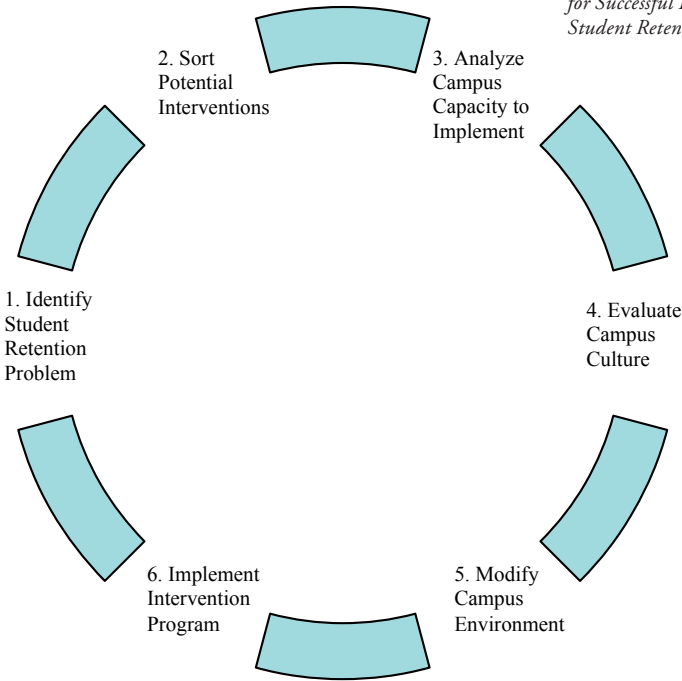 for Successful
Student
1. Identify
Student
Retention
Problem
2. Sort
Potential
Interventions
3. Analyze
Campus
Capacity to
Implement
4. Evaluate
Campus
Culture
5. Modify
Campus
Environment
6. Implement
Intervention
Program